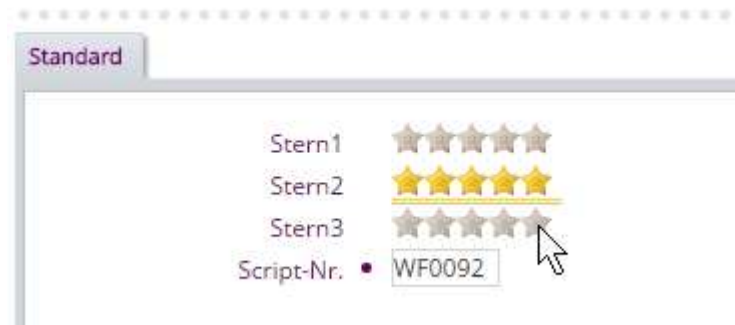 Standard
Stern1
Stern2
Stern3
Script-Nr. • WF0092